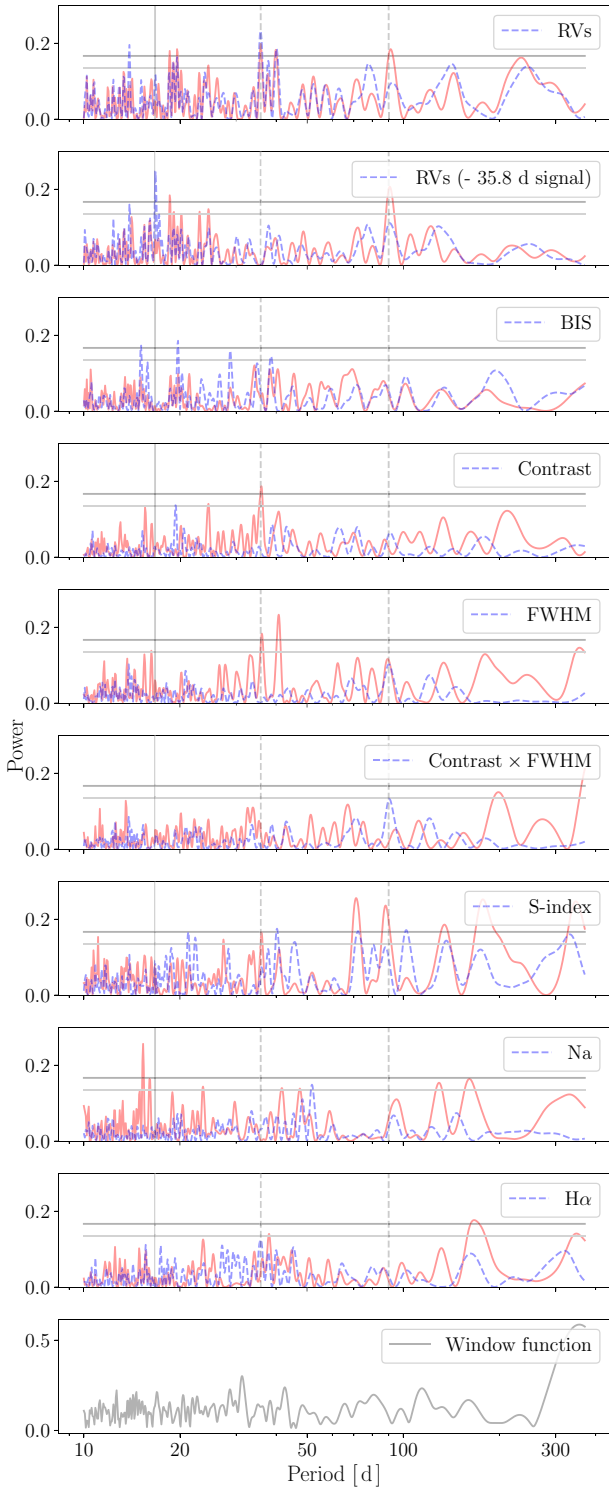 RVs
0.2
0.0
RVs (- 35.8 d signal)
0.2
0.0
BIS
0.2
0.0
Contrast
0.2
0.0
FWHM
0.2
0.0
Power
Contrast × FWHM
0.2
0.0
S-index
0.2
0.0
Na
0.2
0.0
Hα
0.2
0.0
Window function
0.5
0.0
10 20 50 100 300
Period [d]